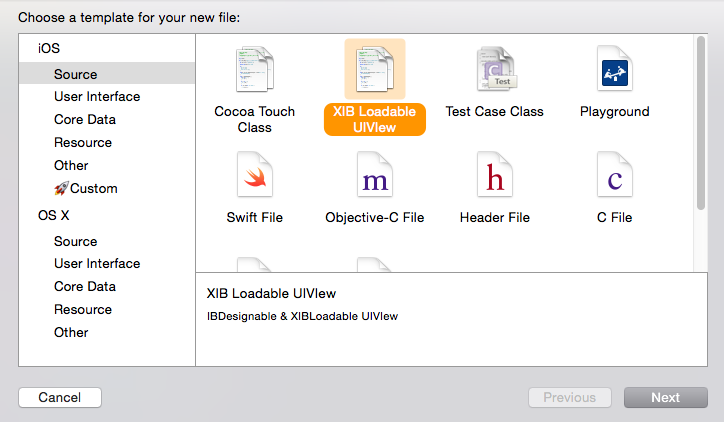 Choose a template for your new file:
iOS
Source
User Interface
Core Data
Resource
Other
🚀Custom
OS X
Source
User Interface
Core Data
Resource
Other
Cocoa Touch
Class
XIB Loadable
UIView
Test Case Class
Playground
Test
C
Swift File
Objective-C File
Header File
C File
m
h
c
XIB Loadable UIVIew
IBDesignable & XIBLoadable UIVIew
Cancel
Previous
Next